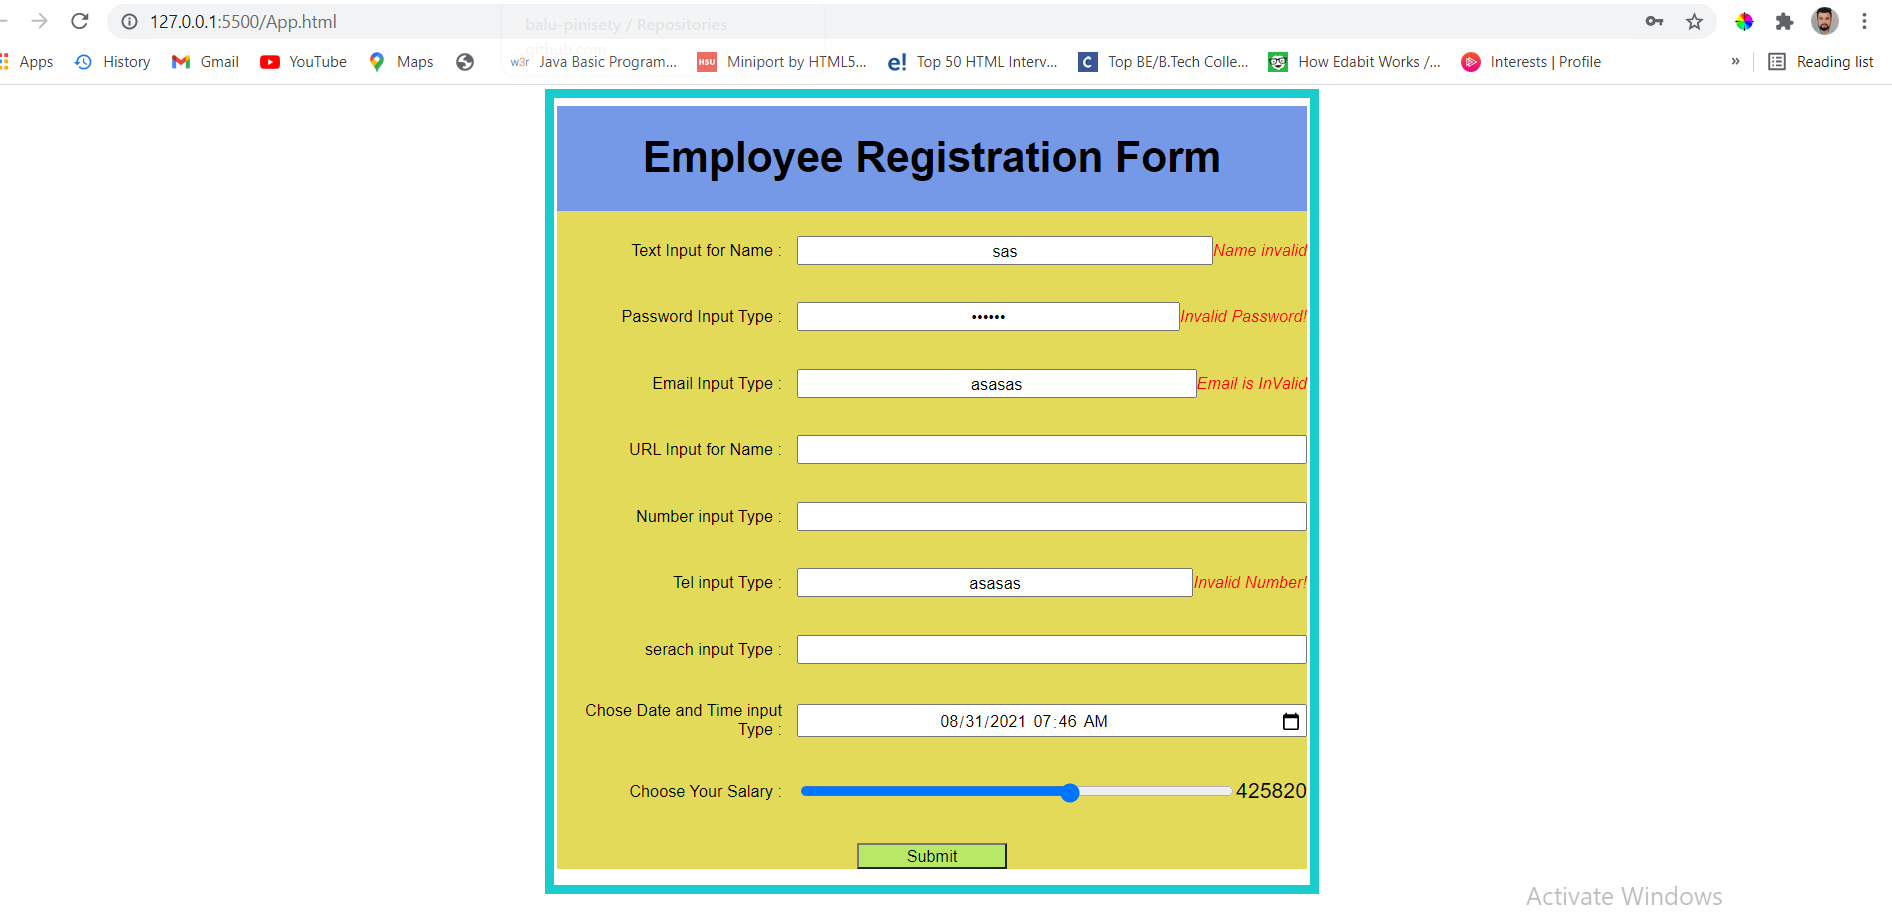 127.0.0.1:5500/App.html
balu-pinisety / Repositories
github.com
Apps History Gmail YouTube Maps w3r Java Basic Program... HSU Miniport by HTML5... e! Top 50 HTML Interv... C Top BE/B.Tech Colle... How Edabit Works /... Interests | Profile » Reading list
Employee Registration Form
Text Input for Name : sas Name invalid
Password Input Type : •••••• Invalid Password!
Email Input Type : asasas Email is InValid
URL Input for Name :
Number input Type :
Tel input Type : asasas Invalid Number!
serach input Type :
Chose Date and Time input
Type : 08/31/2021 07:46 AM
Choose Your Salary : 425820
Submit
Activate Windows